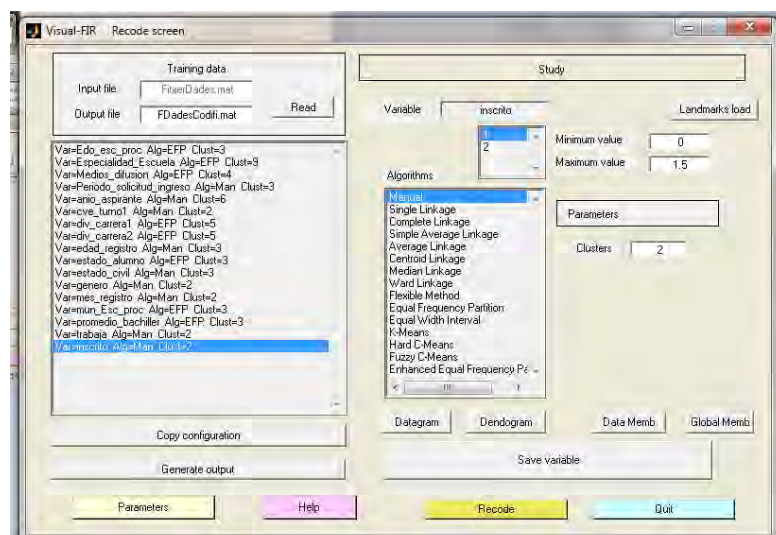 Visual-FIR Recode screen
Training data
Input file FitxerDades.mat
Output file FDadesCodifi.mat Read
Var=Edo_esc_proc Alg=EFP Clust=3
Var=Especialidad_Escuela Alg=EFP Clust=9
Var=Medios_difusion Alg=EFP Clust=4
Var=Periodo_solicitud_ingreso Alg=Man Clust=3
Var=anio_aspirante Alg=Man Clust=6
Var=cve_turno1 Alg=Man Clust=2
Var=div_carrera1 Alg=EFP Clust=5
Var=div_carrera2 Alg=EFP Clust=5
Var=edad_registro Alg=Man Clust=3
Var=estado_alumno Alg=EFP Clust=3
Var=estado_civil Alg=Man Clust=3
Var=genero Alg=Man Clust=2
Var=mes_registro Alg=Man Clust=2
Var=mun_Esc_proc Alg=EFP Clust=3
Var=promedio_bachiller Alg=EFP Clust=3
Var=trabaja Alg=Man Clust=2
Var=inscrito Alg=Man Clust=2
Copy configuration
Generate output
Study
Variable inscrito Landmarks load
1
2
Minimum value 0
Maximum value 1.5
Algorithms
Manual
Single Linkage
Complete Linkage
Simple Average Linkage
Average Linkage
Centroid Linkage
Median Linkage
Ward Linkage
Flexible Method
Equal Frequency Partition
Equal Width Interval
K-Means
Hard C-Means
Fuzzy C-Means
Enhanced Equal Frequency Pa
Parameters
Clusters 2
Datagram Dendogram Data Memb Global Memb
Save variable
Parameters Help Recode Quit